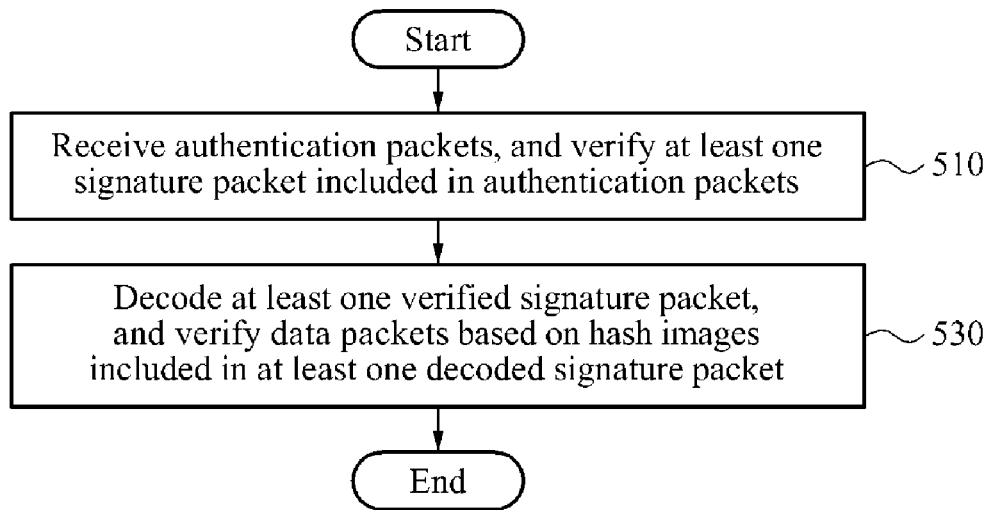 Start
Receive authentication packets, and verify at least one
signature packet included in authentication packets
510
Decode at least one verified signature packet,
and verify data packets based on hash images
included in at least one decoded signature packet
530
End